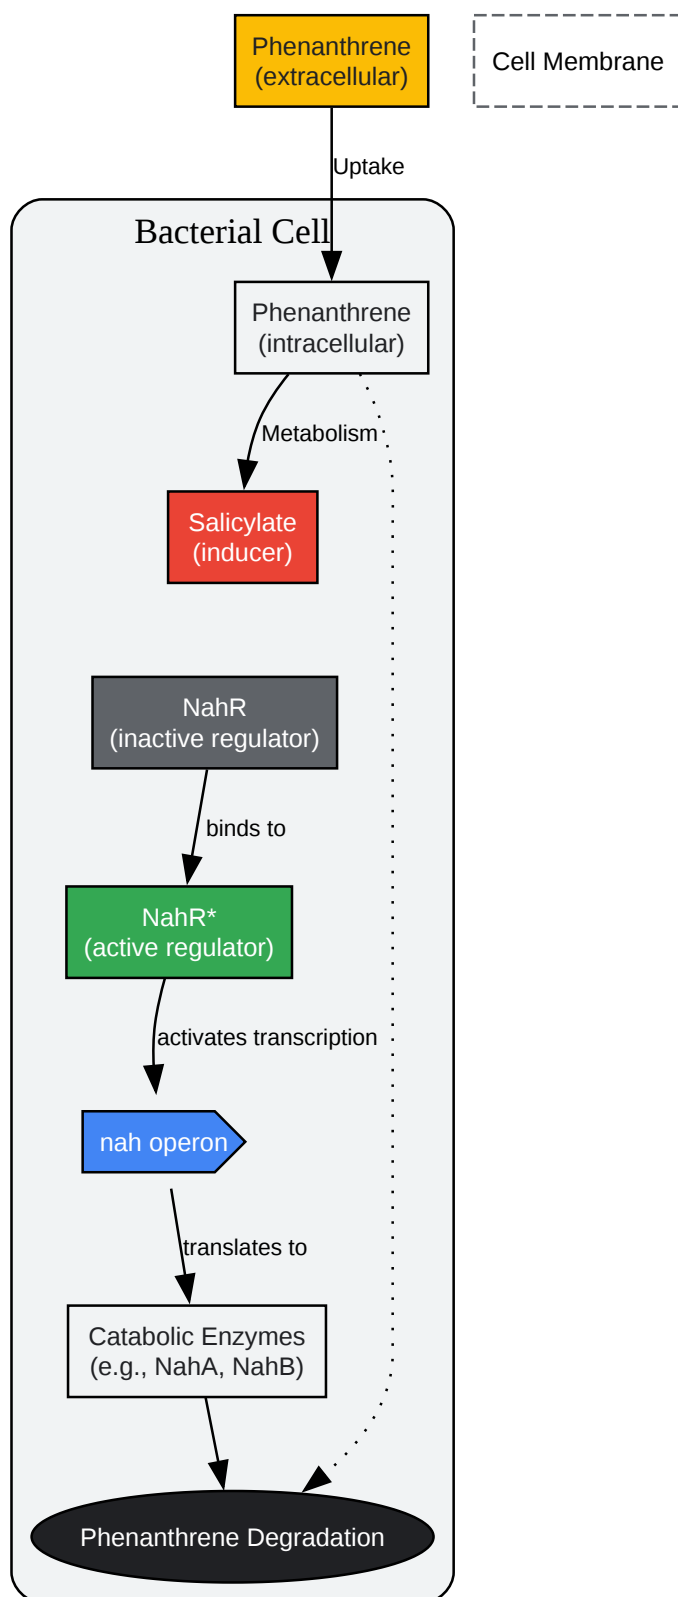 Phenanthrene
(extracellular)
Cell Membrane
Uptake
Bacterial Cell
Phenanthrene
(intracellular)
Metabolism
Salicylate
(inducer)
NahR
(inactive regulator)
binds to
NahR*
(active regulator)
activates transcription
nah operon
translates to
Catabolic Enzymes
(e.g., NahA, NahB)
Phenanthrene Degradation